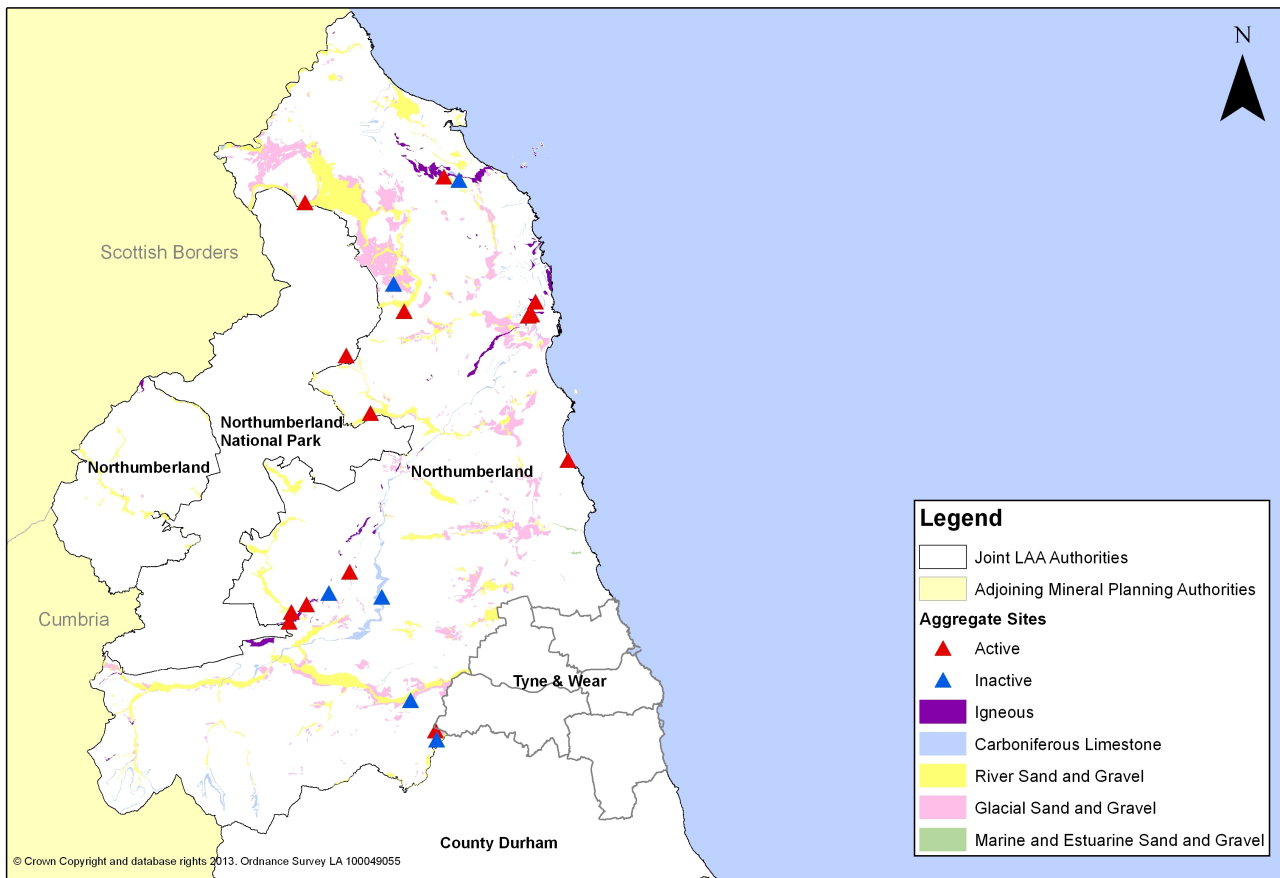 N
Scottish Borders
Northumberland
National Park
Northumberland
Northumberland
Cumbria
Tyne & Wear
County Durham
Legend
Joint LAA Authorities
Adjoining Mineral Planning Authorities
Aggregate Sites
Active
Inactive
Igneous
Carboniferous Limestone
River Sand and Gravel
Glacial Sand and Gravel
Marine and Estuarine Sand and Gravel
© Crown Copyright and database rights 2013. Ordnance Survey LA 100049055